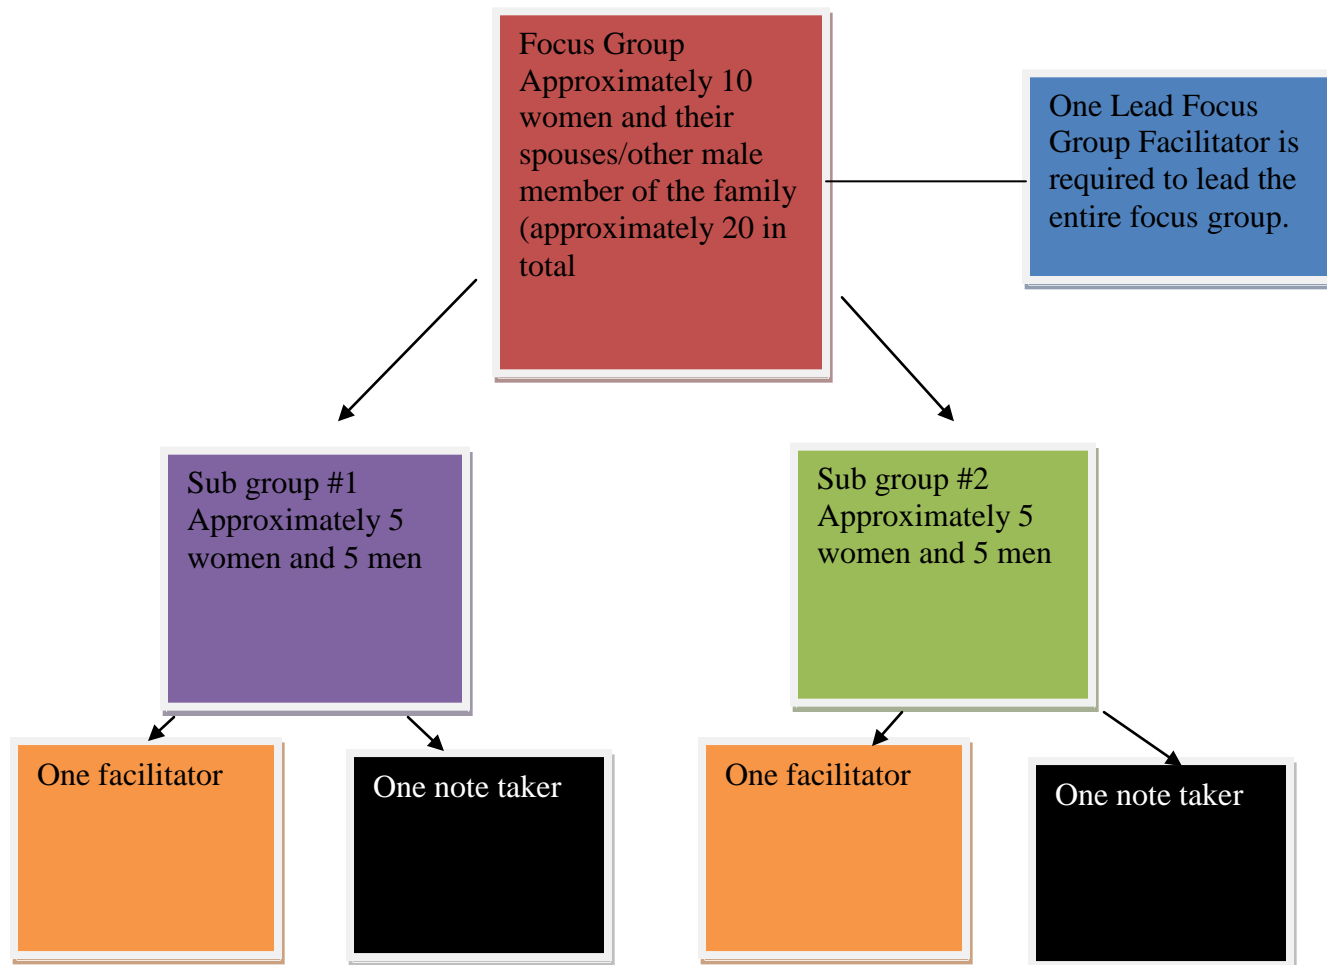 Focus Group
Approximately 10
women and their
spouses/other male
member of the family
(approximately 20 in
total
One Lead Focus
Group Facilitator is
required to lead the
entire focus group.
Sub group #1
Approximately 5
women and 5 men
Sub group #2
Approximately 5
women and 5 men
One facilitator
One note taker
One facilitator
One note taker